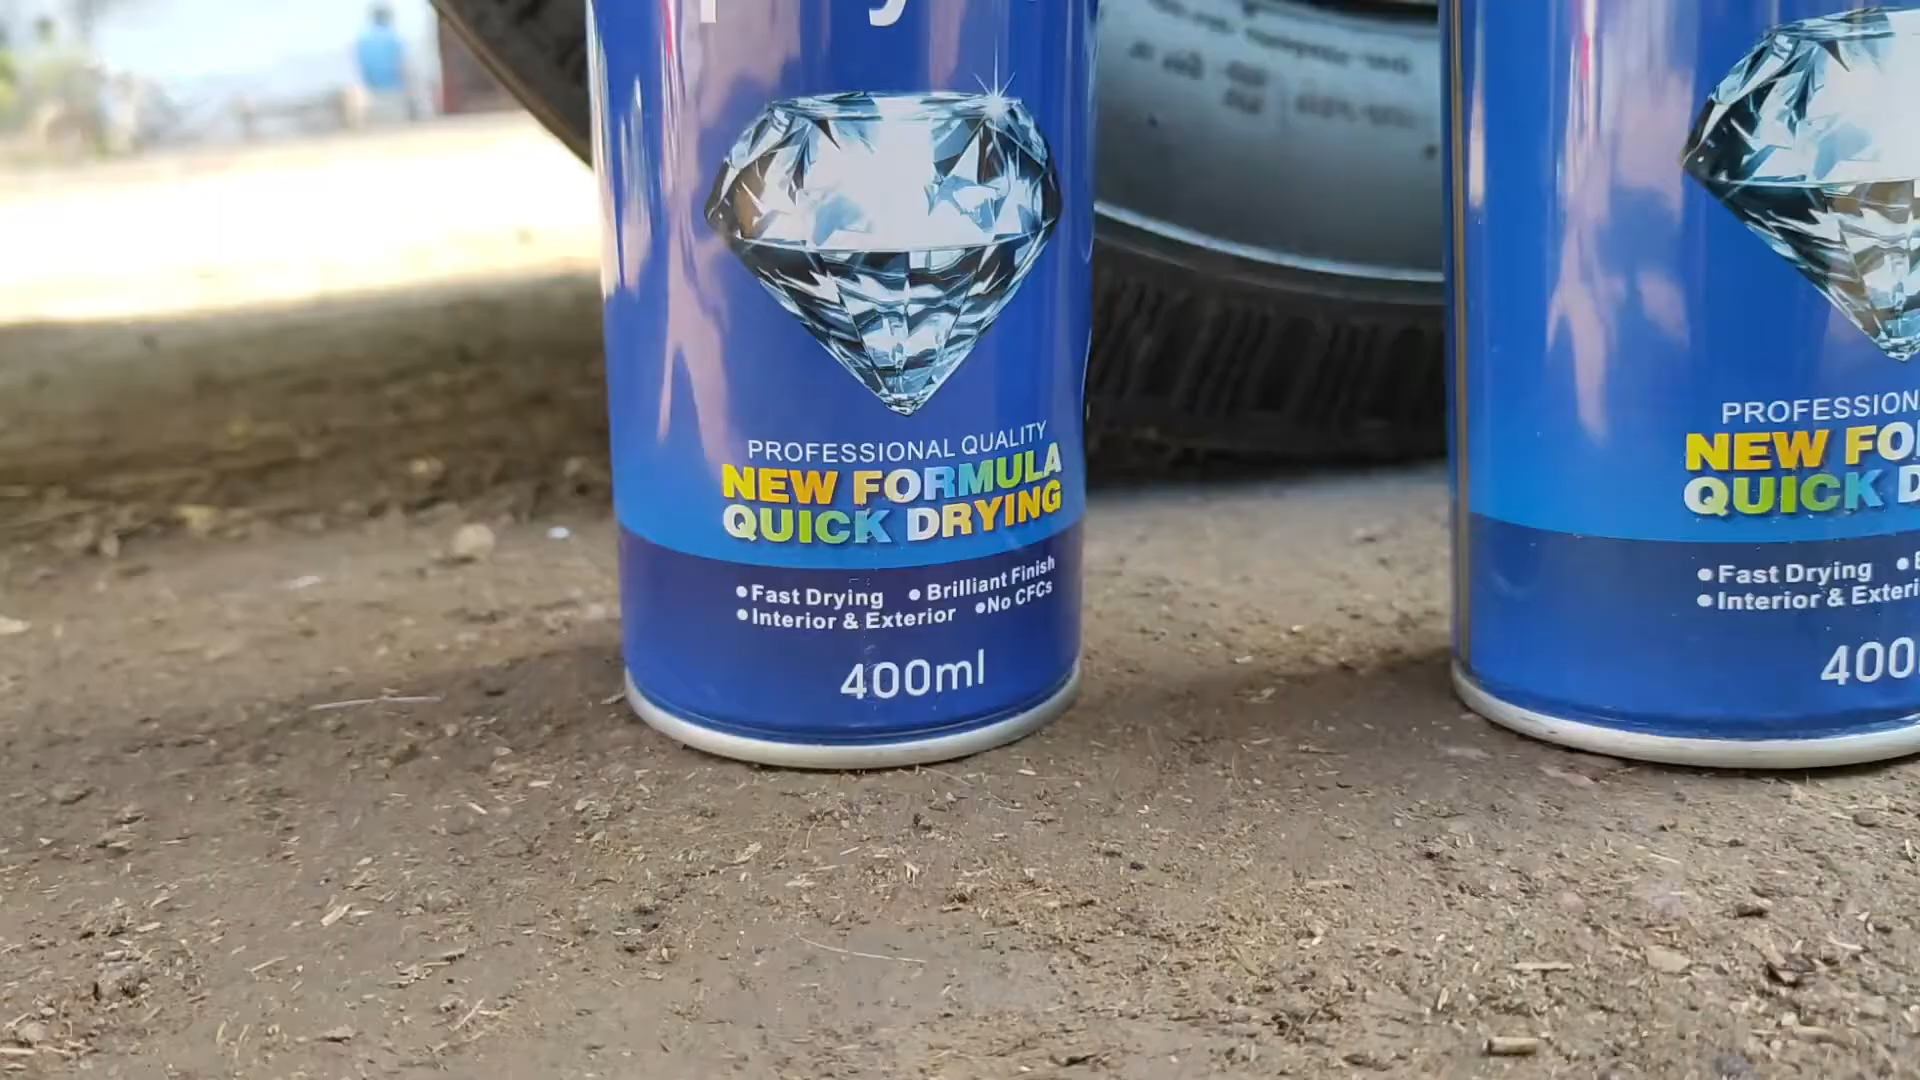 PROFESSIONAL QUALITY
NEW FORMULA
QUICK DRYING
●Fast Drying ●Brilliant Finish
●Interior & Exterior ●No CFCs
400ml
PROFESSION
NEW FO
QUICK D
●Fast Drying ●
●Interior & Exteri
400